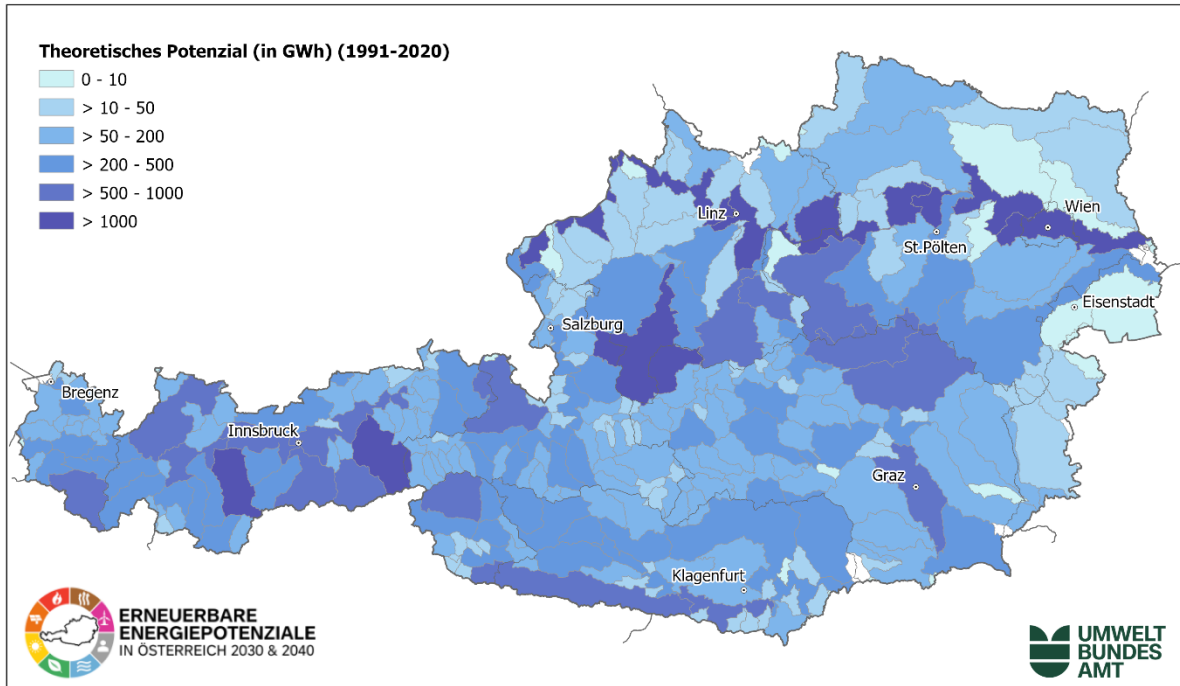 Theoretisches Potenzial (in GWh) (1991-2020)
0 - 10
> 10 - 50
> 50 - 200
> 200 - 500
> 500 - 1000
> 1000
Linz
Wien
St.Pölten
Eisenstadt
Salzburg
Bregenz
Innsbruck
Graz
Klagenfurt
ERNEUERBARE
ENERGIEPOTENZIALE
IN ÖSTERREICH 2030 & 2040
UMWELT
BUNDES
AMT